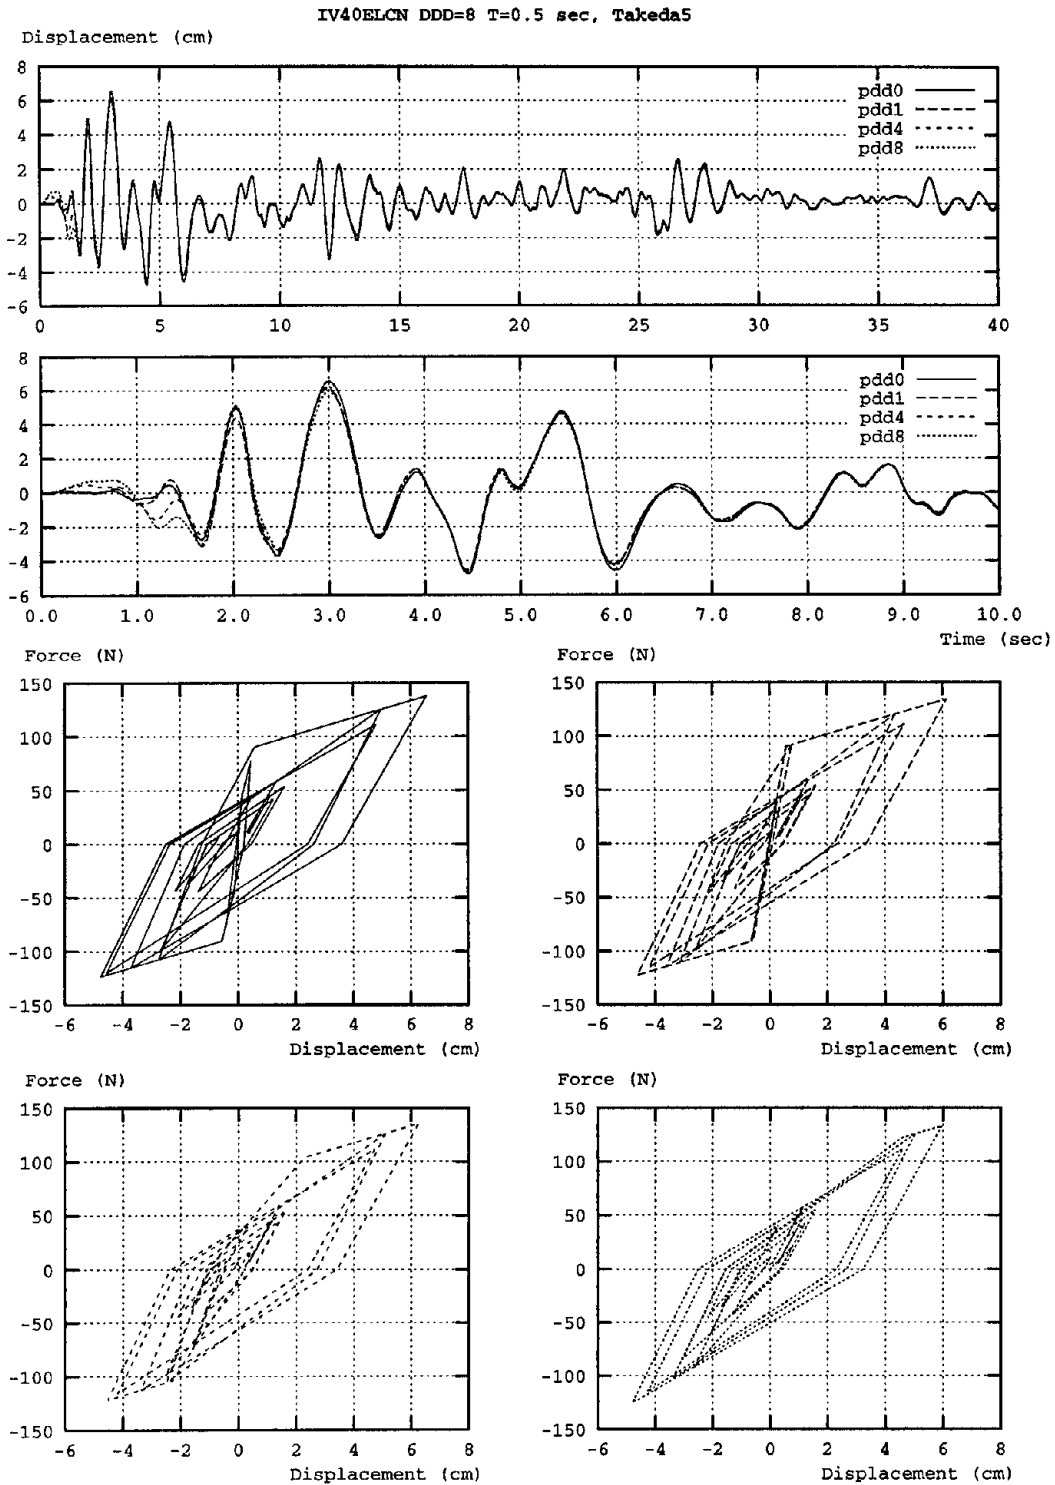 IV40ELCN DDD=8 T=0.5 sec, Takeda5
Displacement (cm)
8
6
4
2
0
-2
-4
-6
pdd0
pdd1
pdd4
pdd8
0 5 10 15 20 25 30 35 40
8
6
4
2
0
-2
-4
-6
pdd0
pdd1
pdd4
pdd8
0.0 1.0 2.0 3.0 4.0 5.0 6.0 7.0 8.0 9.0 10.0
Time (sec)
Force (N)
150
100
50
0
-50
-100
-150
-6 -4 -2 0 2 4 6 8
Displacement (cm)
Force (N)
150
100
50
0
-50
-100
-150
-6 -4 -2 0 2 4 6 8
Displacement (cm)
Force (N)
150
100
50
0
-50
-100
-150
-6 -4 -2 0 2 4 6 8
Displacement (cm)
Force (N)
150
100
50
0
-50
-100
-150
-6 -4 -2 0 2 4 6 8
Displacement (cm)